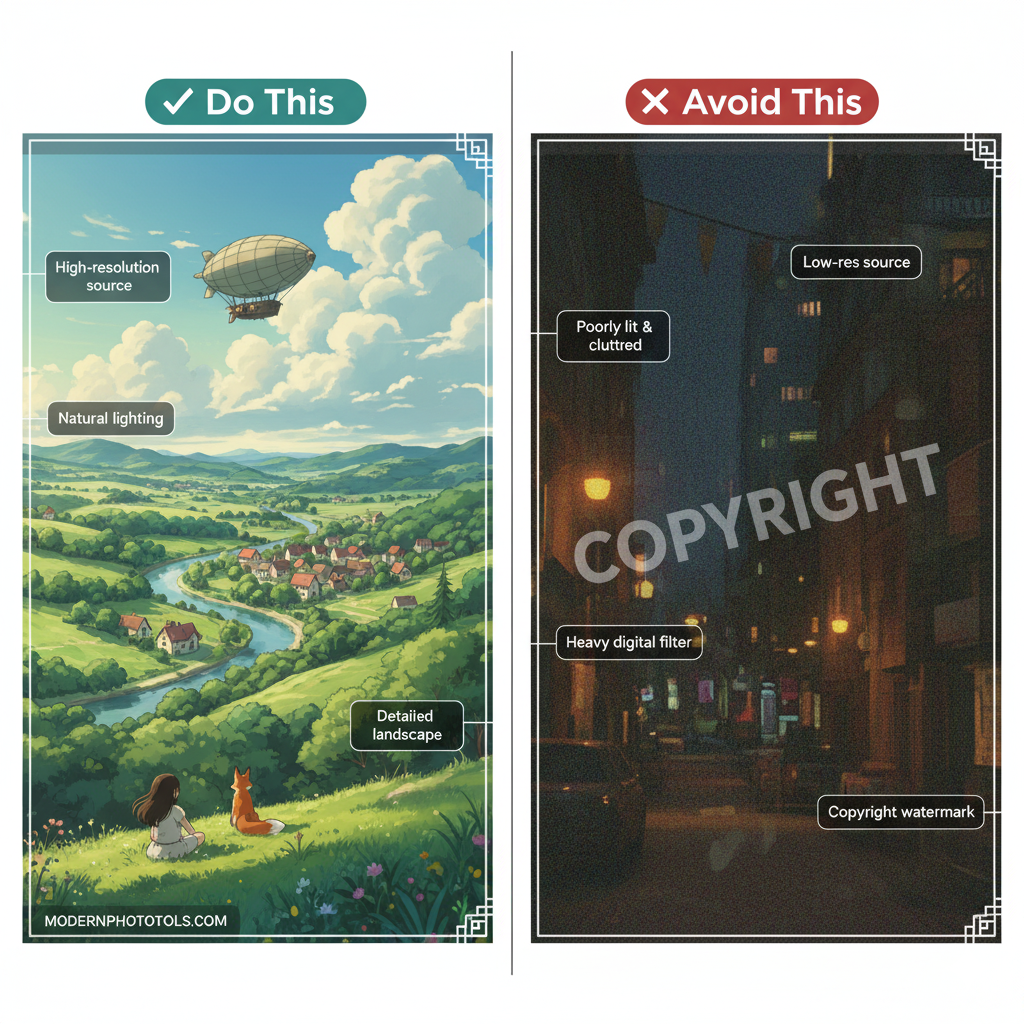 ✓ Do This
High-resolution
source
Natural lighting
Detailed
landscape
MODERNPHOTOTOLS.COM
✕ Avoid This
Low-res source
Poorly lit &
cluttred
COPYRIGHT
Heavy digital filter
Copyright watermark